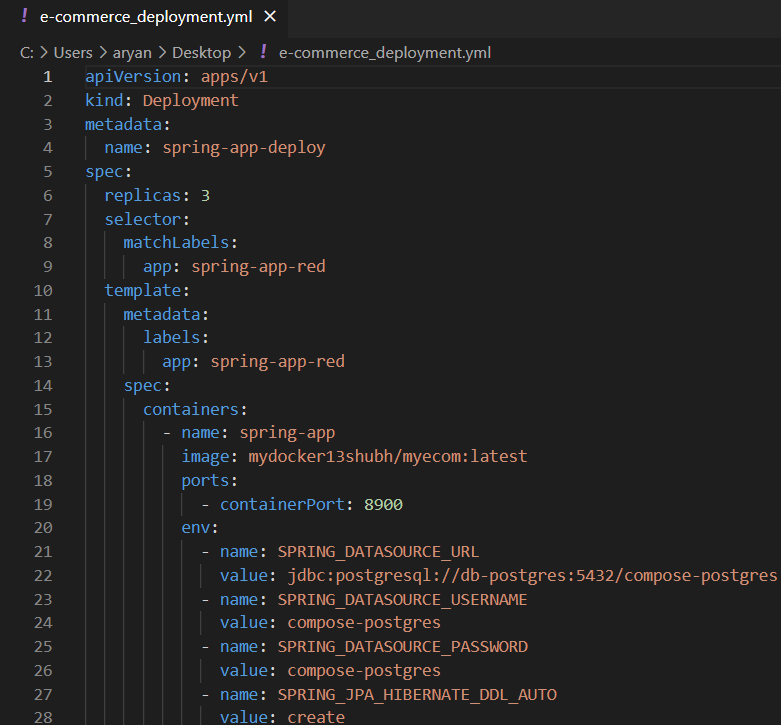 ! e-commerce_deployment.yml ×
C: > Users > aryan > Desktop > ! e-commerce_deployment.yml
1 apiVersion: apps/v1
2 kind: Deployment
3 metadata:
4   name: spring-app-deploy
5 spec:
6   replicas: 3
7   selector:
8     matchLabels:
9       app: spring-app-red
10   template:
11     metadata:
12       labels:
13         app: spring-app-red
14     spec:
15       containers:
16         - name: spring-app
17           image: mydocker13shubh/myecom:latest
18           ports:
19             - containerPort: 8900
20           env:
21             - name: SPRING_DATASOURCE_URL
22               value: jdbc:postgresql://db-postgres:5432/compose-postgres
23             - name: SPRING_DATASOURCE_USERNAME
24               value: compose-postgres
25             - name: SPRING_DATASOURCE_PASSWORD
26               value: compose-postgres
27             - name: SPRING_JPA_HIBERNATE_DDL_AUTO
28               value: create